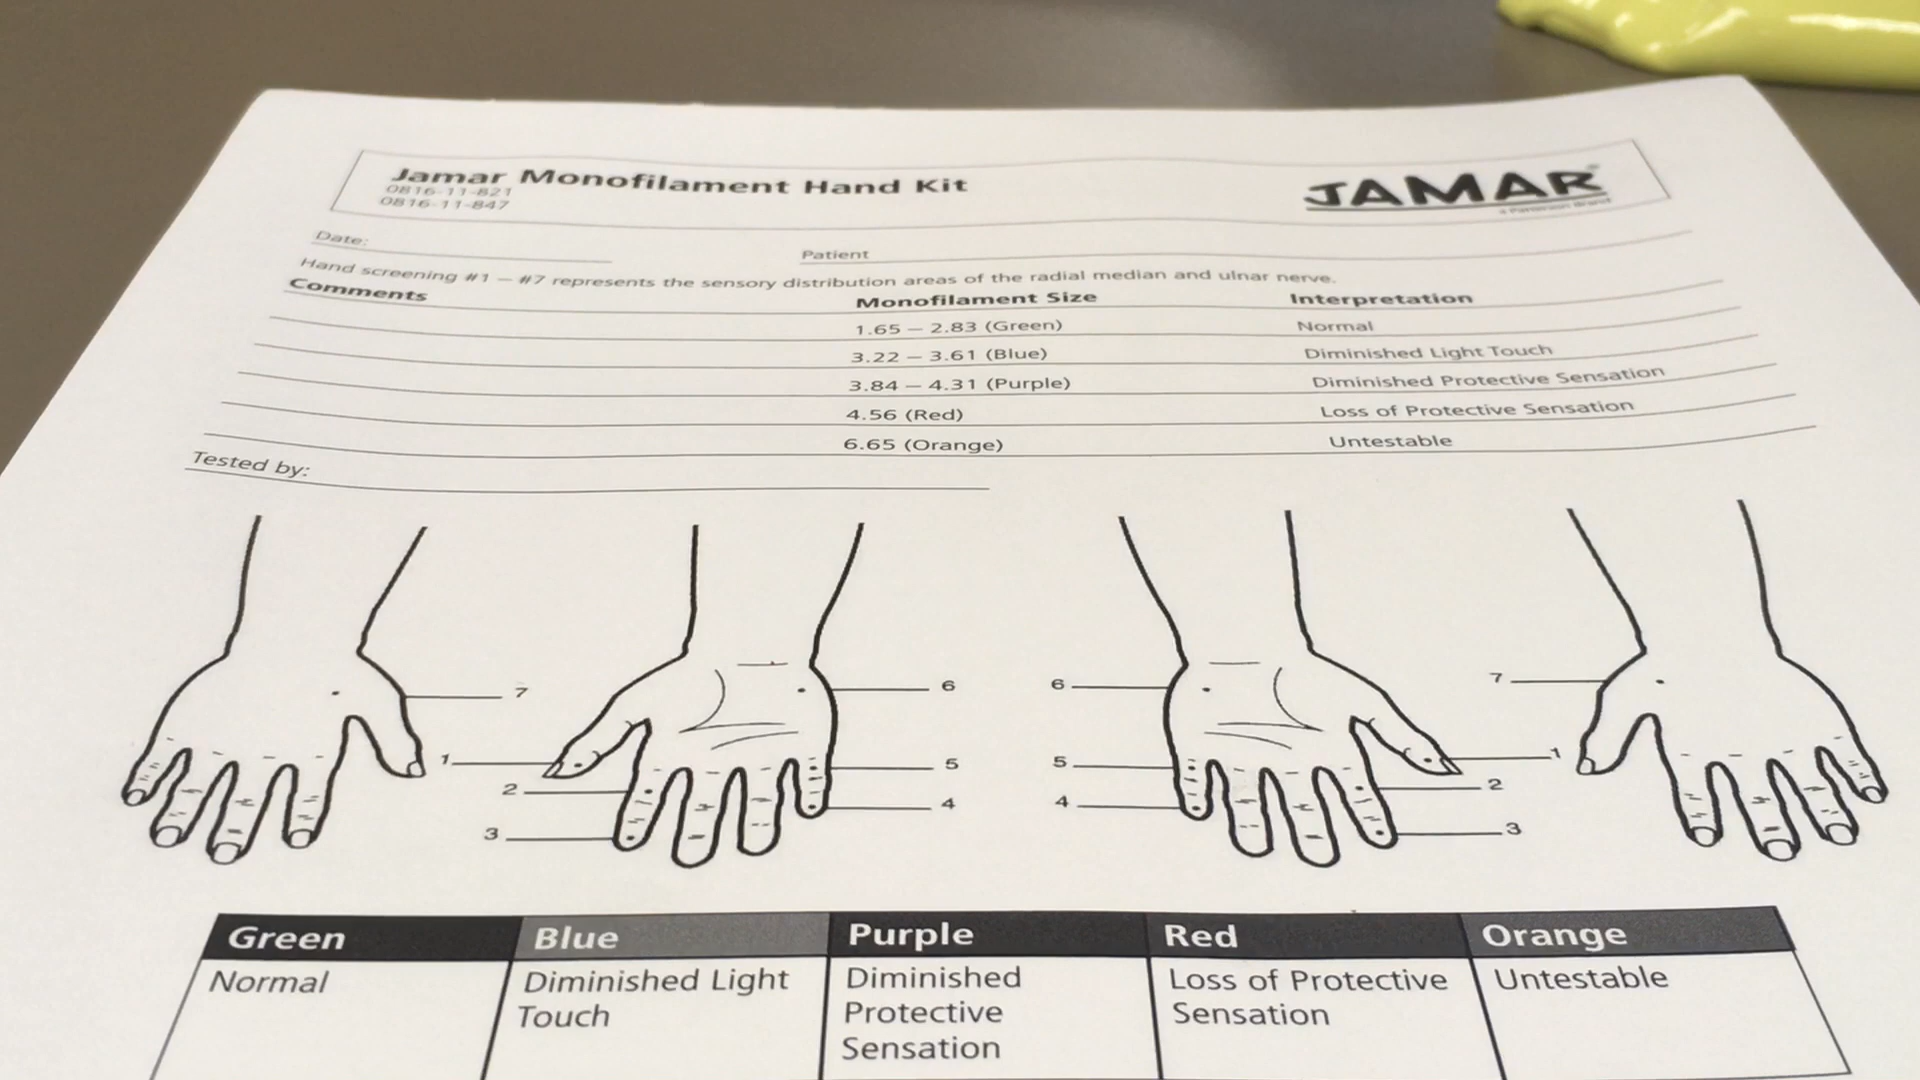 Jamar Monofilament Hand Kit
0816-11-821
0816-11-847
JAMAR
a Patterson Brand
Date:
Patient
Hand screening #1 – #7 represents the sensory distribution areas of the radial median and ulnar nerve.
Comments Monofilament Size Interpretation
1.65 – 2.83 (Green) Normal
3.22 – 3.61 (Blue) Diminished Light Touch
3.84 – 4.31 (Purple) Diminished Protective Sensation
4.56 (Red) Loss of Protective Sensation
6.65 (Orange) Untestable
Tested by:
7 6 6 7
1 5 5 1
2 2
4 4
3 3
Green Blue Purple Red Orange
Normal Diminished Light Diminished Loss of Protective Untestable
Touch Protective Sensation
Sensation